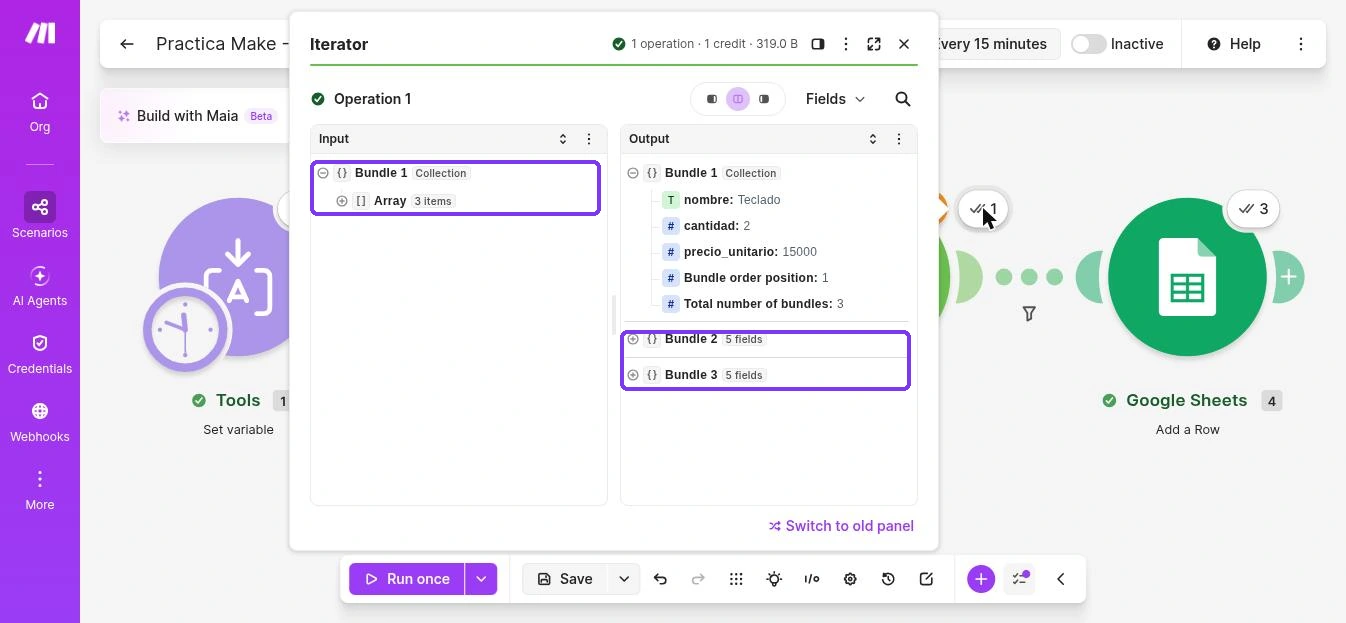 Practica Make -
Iterator
1 operation · 1 credit · 319.0 B
very 15 minutes
Inactive
Help
Org
Build with Maia Beta
Operation 1
Fields
Input
Output
Bundle 1 Collection
Array 3 items
Bundle 1 Collection
nombre: Teclado
cantidad: 2
precio_unitario: 15000
Bundle order position: 1
Total number of bundles: 3
Bundle 2 5 fields
Bundle 3 5 fields
1
3
Scenarios
AI Agents
Credentials
Webhooks
More
Tools 1
Set variable
Google Sheets 4
Add a Row
Switch to old panel
Run once
Save